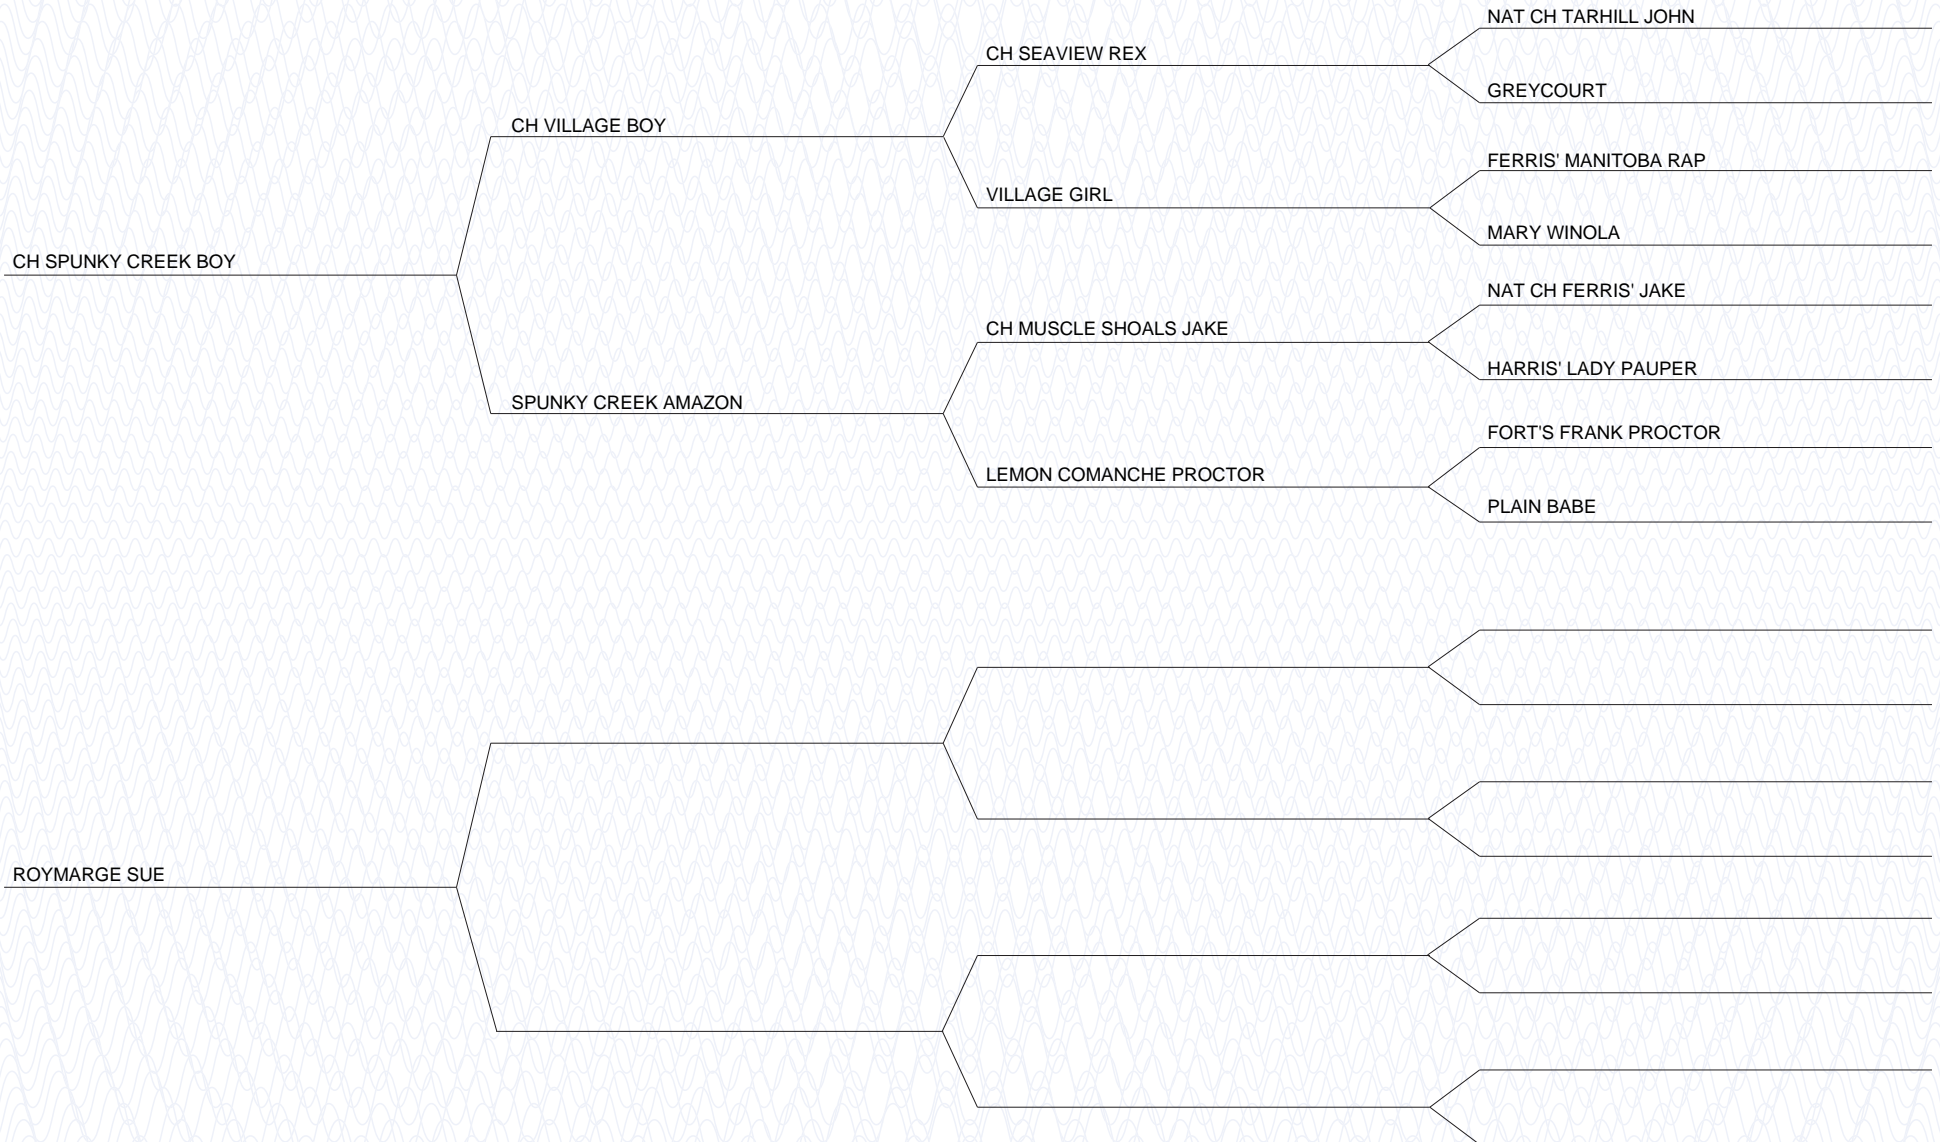 NAT CH TARHILL JOHN
CH SEAVIEW REX
GREYCOURT
CH VILLAGE BOY
FERRIS' MANITOBA RAP
VILLAGE GIRL
MARY WINOLA
CH SPUNKY CREEK BOY
NAT CH FERRIS' JAKE
CH MUSCLE SHOALS JAKE
HARRIS' LADY PAUPER
SPUNKY CREEK AMAZON
FORT'S FRANK PROCTOR
LEMON COMANCHE PROCTOR
PLAIN BABE
ROYMARGE SUE